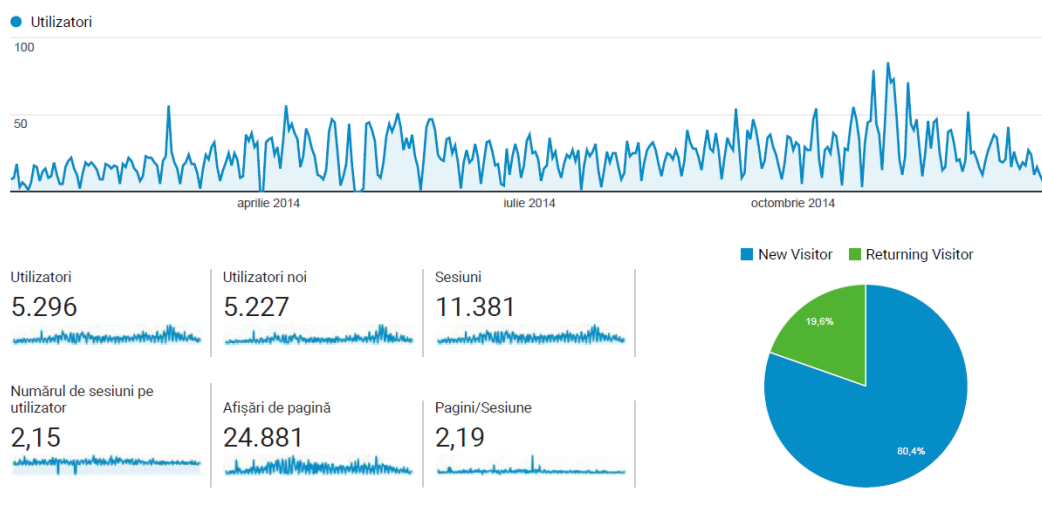 Utilizatori
100
50
aprilie 2014
iulie 2014
octombrie 2014
New Visitor
Returning Visitor
Utilizatori
5.296
Utilizatori noi
5.227
Sesiuni
11.381
Numărul de sesiuni pe
utilizator
2,15
Afișări de pagină
24.881
Pagini/Sesiune
2,19
19,6%
80,4%